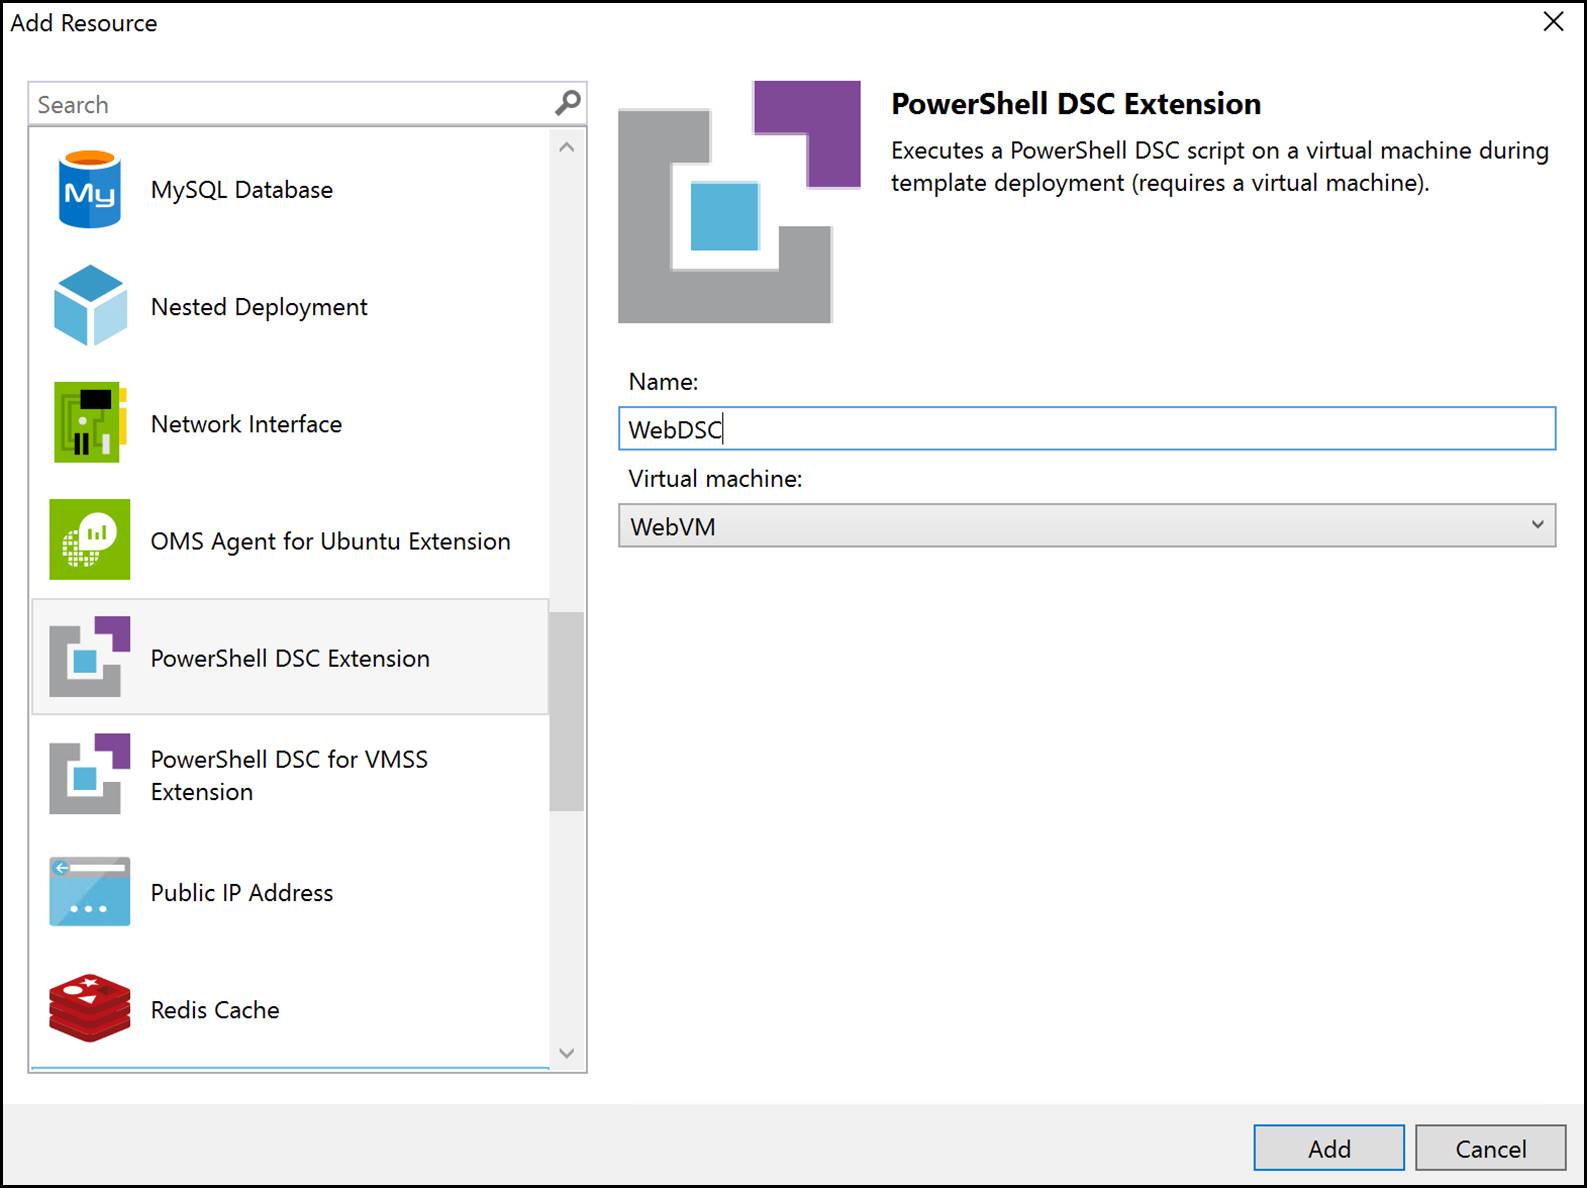 Add Resource
Search
My
MySQL Database
Nested Deployment
Network Interface
OMS Agent for Ubuntu Extension
PowerShell DSC Extension
PowerShell DSC for VMSS
Extension
Public IP Address
Redis Cache
PowerShell DSC Extension
Executes a PowerShell DSC script on a virtual machine during
template deployment (requires a virtual machine).
Name:
WebDSC
Virtual machine:
WebVM
Add
Cancel